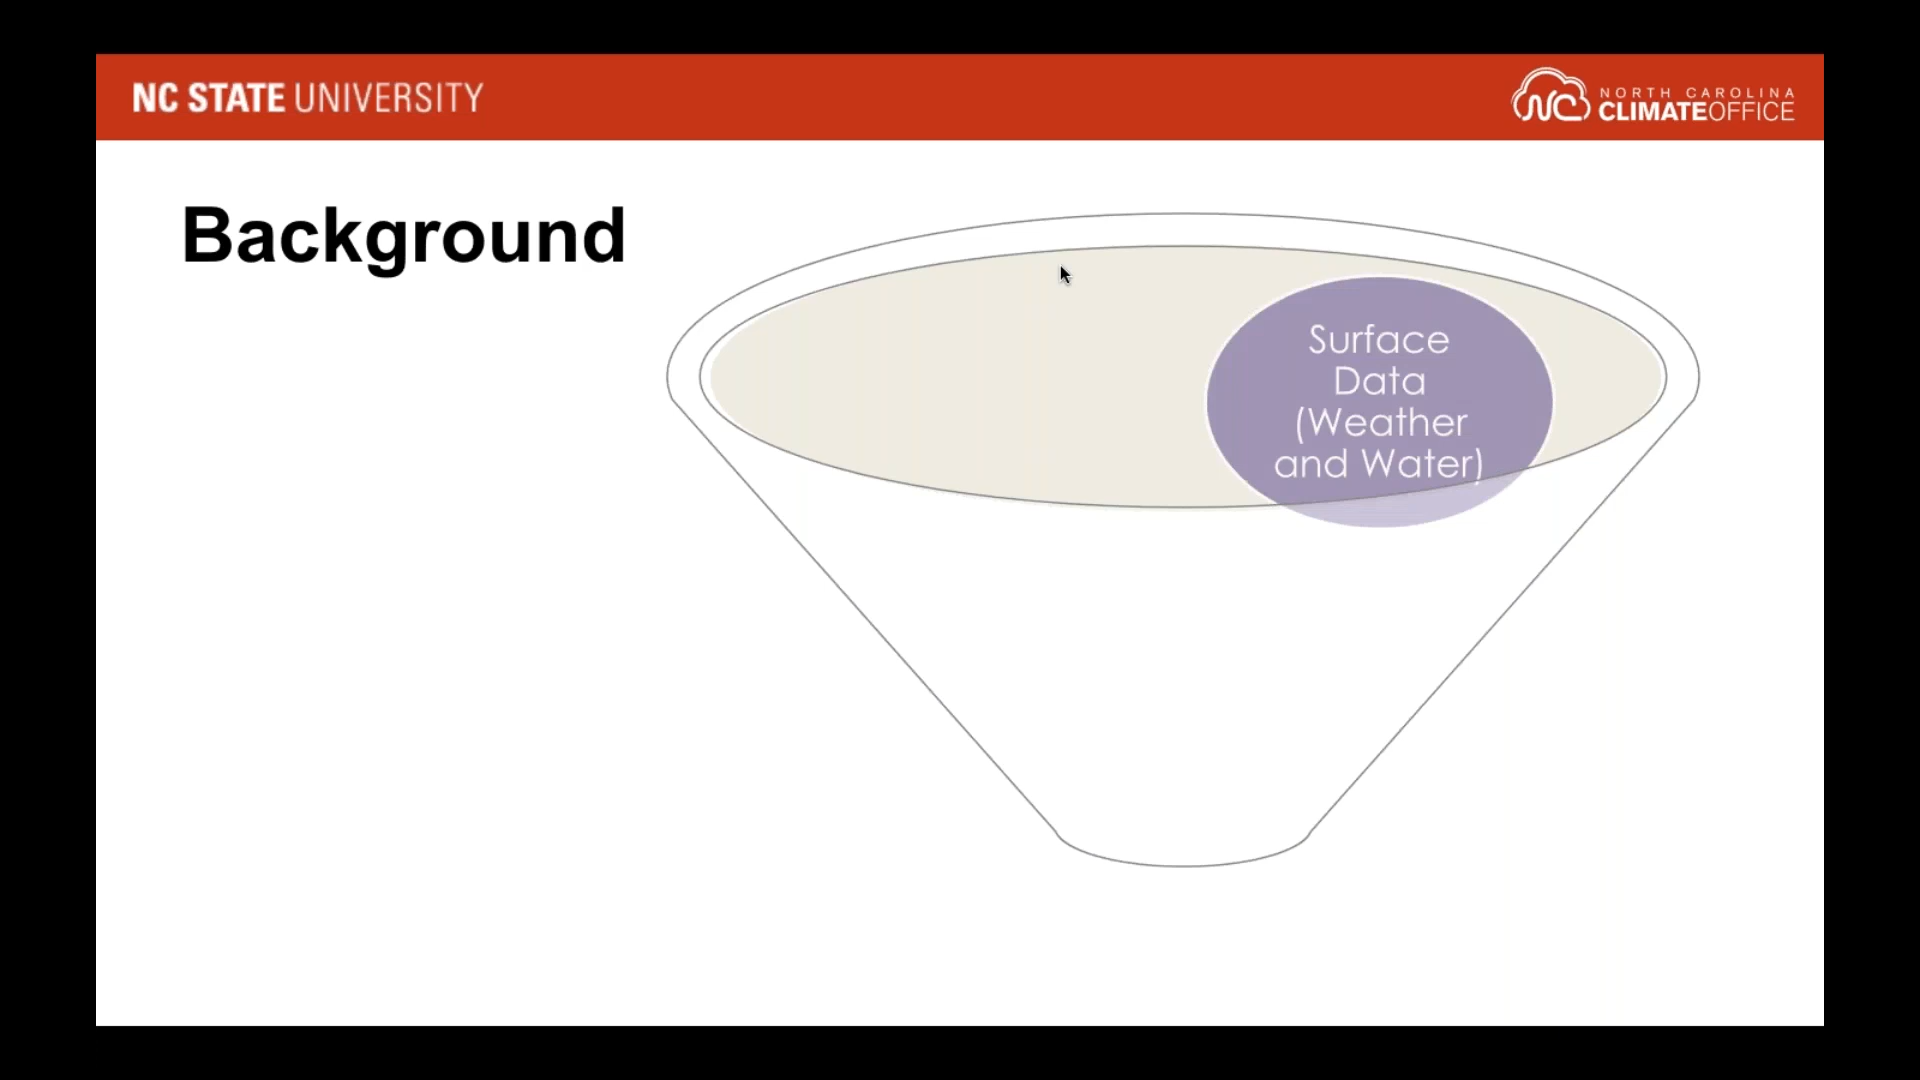 NC STATE UNIVERSITY
NORTH CAROLINA
CLIMATEOFFICE
Background
Surface
Data
(Weather
and Water)